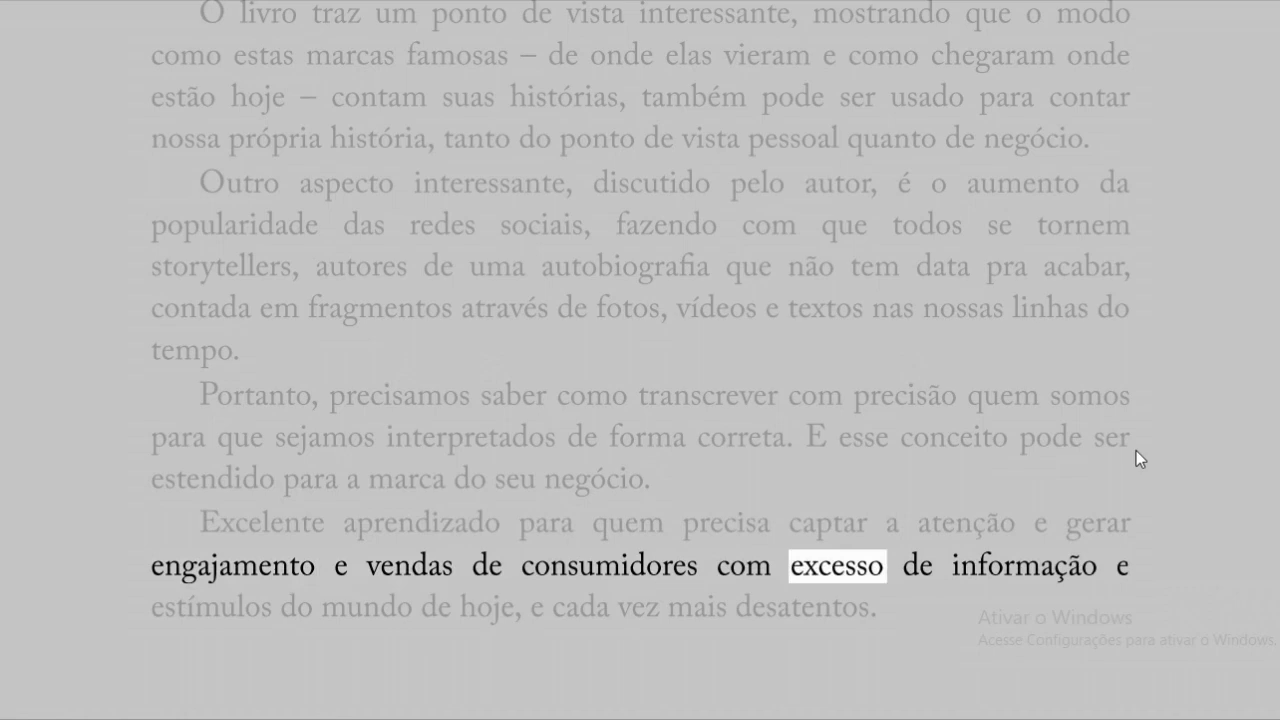 O livro traz um ponto de vista interessante, mostrando que o modo
como estas marcas famosas – de onde elas vieram e como chegaram onde
estão hoje – contam suas histórias, também pode ser usado para contar
nossa própria história, tanto do ponto de vista pessoal quanto de negócio.
Outro aspecto interessante, discutido pelo autor, é o aumento da
popularidade das redes sociais, fazendo com que todos se tornem
storytellers, autores de uma autobiografia que não tem data pra acabar,
contada em fragmentos através de fotos, vídeos e textos nas nossas linhas do
tempo.
Portanto, precisamos saber como transcrever com precisão quem somos
para que sejamos interpretados de forma correta. E esse conceito pode ser
estendido para a marca do seu negócio.
Excelente aprendizado para quem precisa captar a atenção e gerar
engajamento e vendas de consumidores com excesso de informação e
estímulos do mundo de hoje, e cada vez mais desatentos.
Ativar o Windows
Acesse Configurações para ativar o Windows.